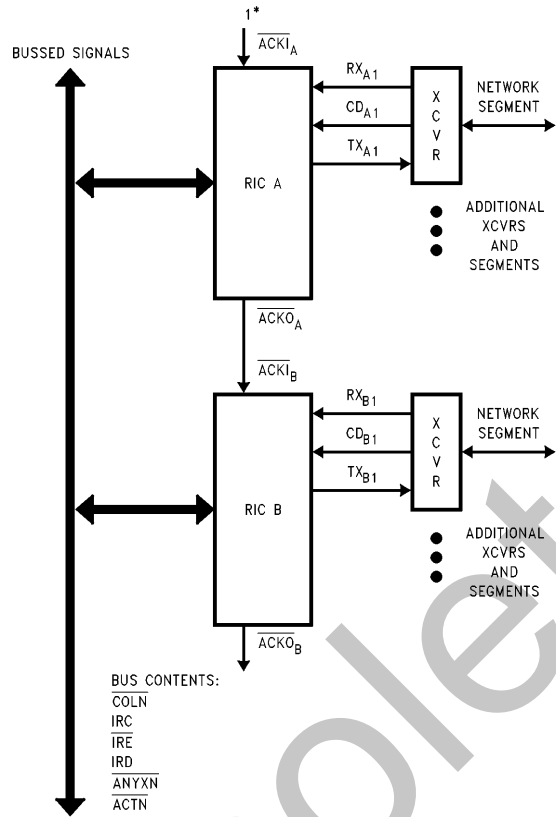 1*
ACKI_A
BUSSED SIGNALS
RX_A1
CD_A1
TX_A1
X
C
V
R
NETWORK
SEGMENT
RIC A
ADDITIONAL
XCVRS
AND
SEGMENTS
ACKO_A
ACKI_B
RX_B1
CD_B1
TX_B1
X
C
V
R
NETWORK
SEGMENT
RIC B
ADDITIONAL
XCVRS
AND
SEGMENTS
ACKO_B
BUS CONTENTS:
COLN
IRC
IRE
IRD
ANYXN
ACTN
olet